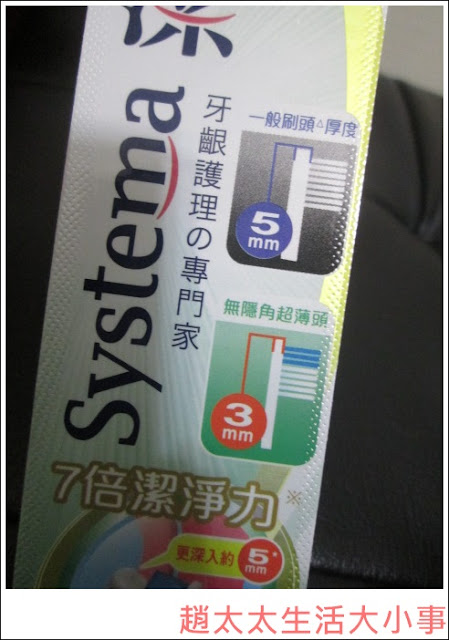 Systema
牙齦護理の專門家
一般刷頭△厚度
5
mm
無隱角超薄頭
3
mm
7倍潔淨力※
更深入約
5*
mm
趙太太生活大小事